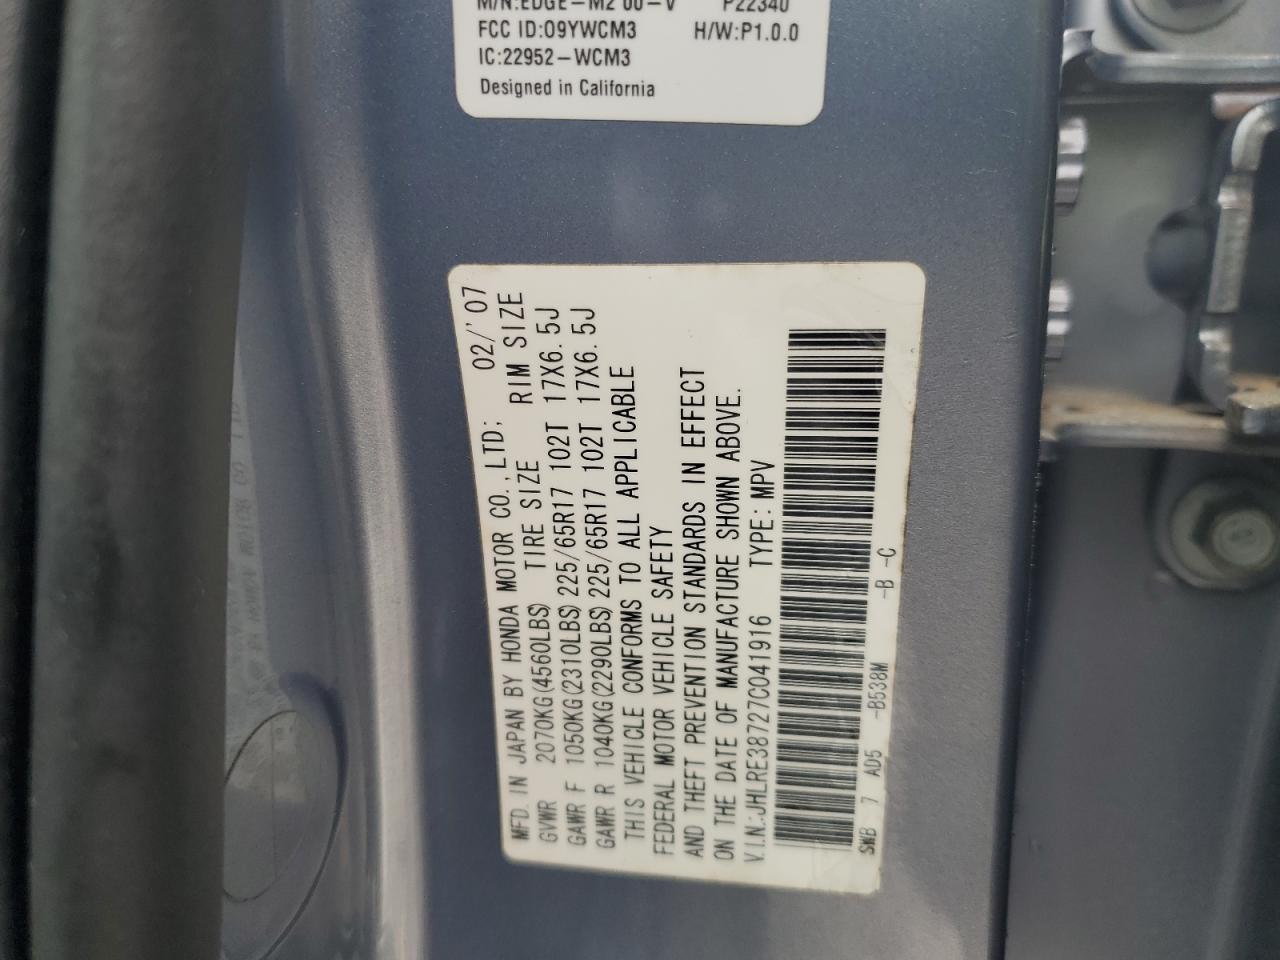 M/N:EDGE-M2 00-V P22340
FCC ID:O9YWCM3 H/W:P1.0.0
IC:22952-WCM3
Designed in California
MFD. IN JAPAN BY HONDA MOTOR CO.,LTD; 02/'07
GVWR 2070KG(4560LBS) TIRE SIZE RIM SIZE
GAWR F 1050KG(2310LBS) 225/65R17 102T 17X6.5J
GAWR R 1040KG(2290LBS) 225/65R17 102T 17X6.5J
THIS VEHICLE CONFORMS TO ALL APPLICABLE
FEDERAL MOTOR VEHICLE SAFETY
AND THEFT PREVENTION STANDARDS IN EFFECT
ON THE DATE OF MANUFACTURE SHOWN ABOVE.
V.I.N.:JHLRE38727C041916 TYPE: MPV
SWB 7 AD5 -B538M -B -C